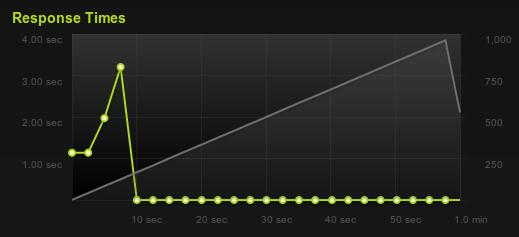 Response Times
4.00 sec
1,000
3.00 sec
750
2.00 sec
500
1.00 sec
250
10 sec 20 sec 30 sec 40 sec 50 sec 1.0 min